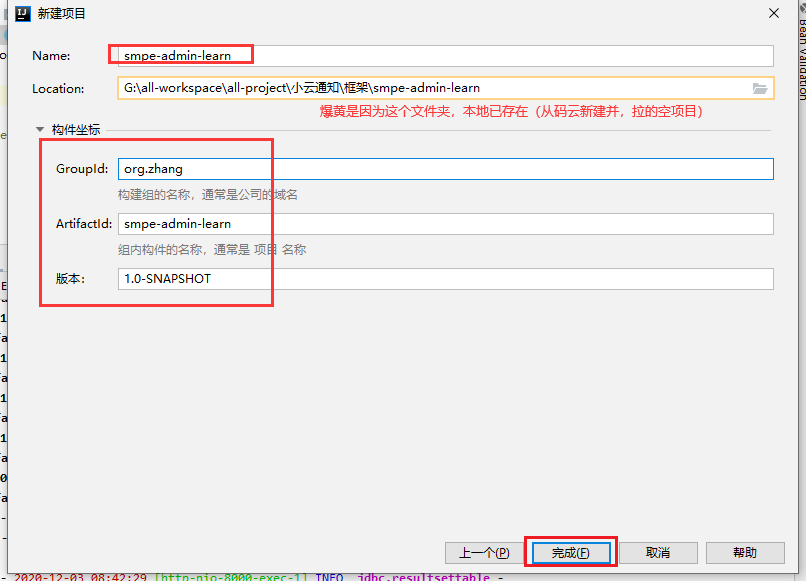 新建项目
Name:
smpe-admin-learn
Location:
G:\all-workspace\all-project\小云通知\框架\smpe-admin-learn
爆黄是因为这个文件夹，本地已存在（从码云新建并，拉的空项目）
构件坐标
GroupId:
org.zhang
构建组的名称，通常是公司的域名
ArtifactId:
smpe-admin-learn
组内构件的名称，通常是 项目 名称
版本:
1.0-SNAPSHOT
上一个(P)
完成(F)
取消
帮助
Bean Validation
- 2020-12-03 08:42:29 [http-nio-8000-exec-1] INFO  jdbc.resultsettable -